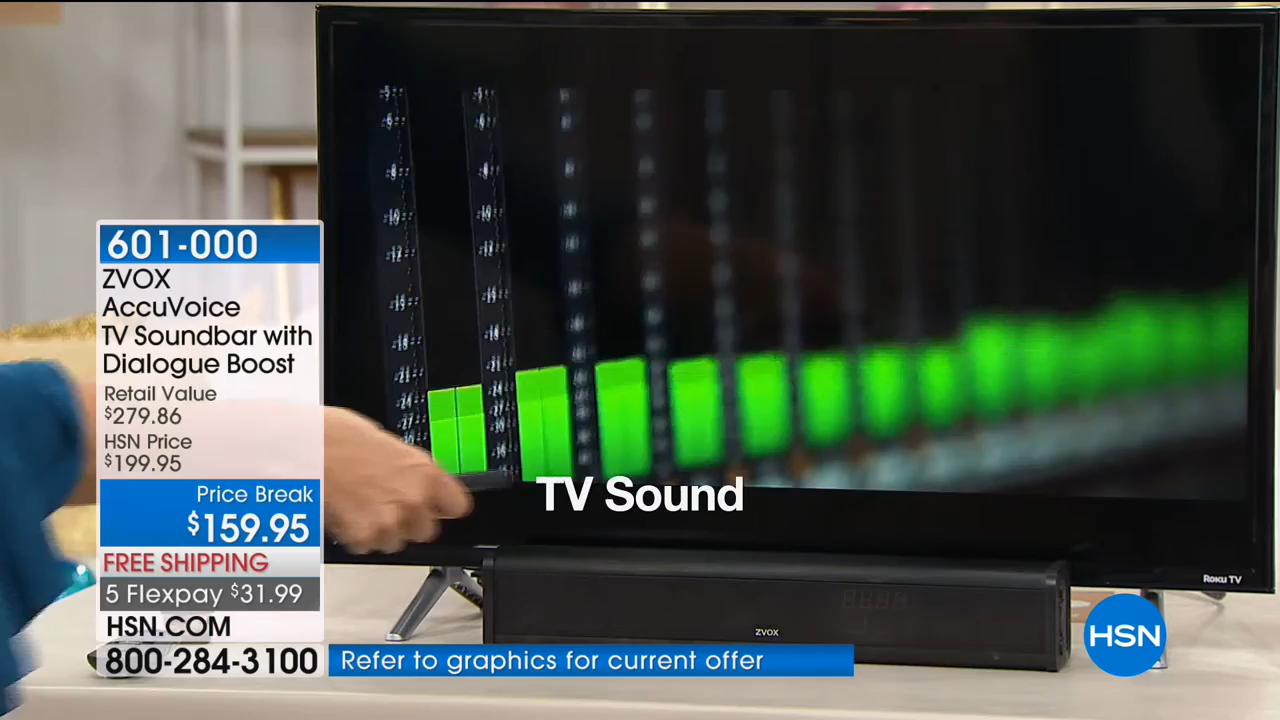 601-000
ZVOX
AccuVoice
TV Soundbar with
Dialogue Boost
Retail Value
$279.86
HSN Price
$199.95
Price Break
$159.95
FREE SHIPPING
5 Flexpay $31.99
HSN.COM
800-284-3100
Refer to graphics for current offer
TV Sound
ZVOX
Roku TV
HSN